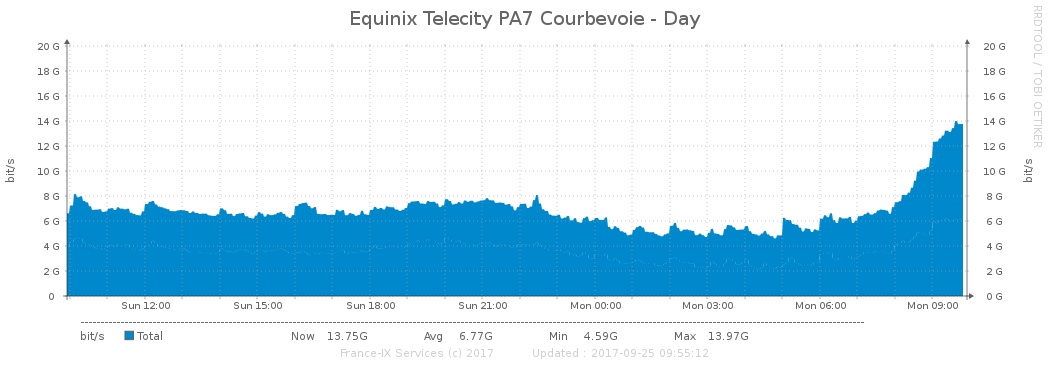 Equinix Telecity PA7 Courbevoie - Day
RRDTOOL / TOBI OETIKER
bit/s
bit/s
20 G 20 G
18 G 18 G
16 G 16 G
14 G 14 G
12 G 12 G
10 G 10 G
8 G 8 G
6 G 6 G
4 G 4 G
2 G 2 G
0 0 G
Sun 12:00 Sun 15:00 Sun 18:00 Sun 21:00 Mon 00:00 Mon 03:00 Mon 06:00 Mon 09:00
bit/s Total Now 13.75G Avg 6.77G Min 4.59G Max 13.97G
France-IX Services (c) 2017 Updated : 2017-09-25 09:55:12